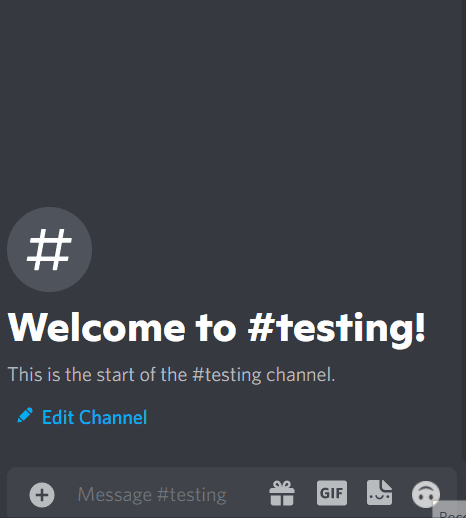 #
Welcome to #testing!
This is the start of the #testing channel.
Edit Channel
Message #testing
GIF